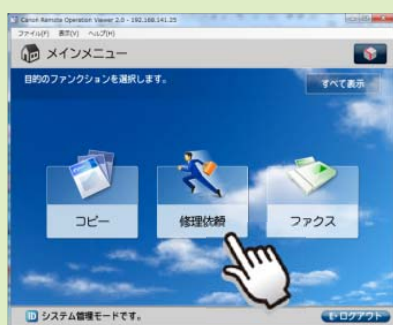 Canon Remote Operation Viewer 2.0 - 192.168.141.25
ファイル(F) 表示(V) ヘルプ(H)
メインメニュー
目的のファンクションを選択します。
すべて表示
コピー
修理依頼
ファクス
ID システム管理モードです。
ログアウト